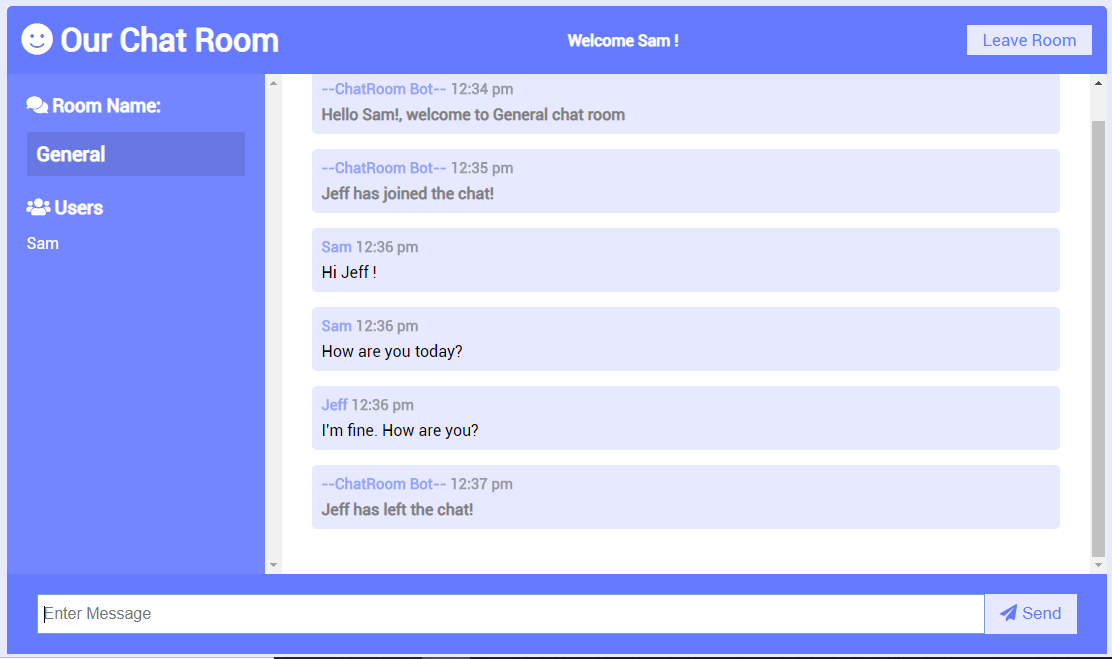 Our Chat Room
Welcome Sam !
Leave Room
Room Name:
General
Users
Sam
--ChatRoom Bot-- 12:34 pm
Hello Sam!, welcome to General chat room
--ChatRoom Bot-- 12:35 pm
Jeff has joined the chat!
Sam 12:36 pm
Hi Jeff !
Sam 12:36 pm
How are you today?
Jeff 12:36 pm
I'm fine. How are you?
--ChatRoom Bot-- 12:37 pm
Jeff has left the chat!
Enter Message
Send